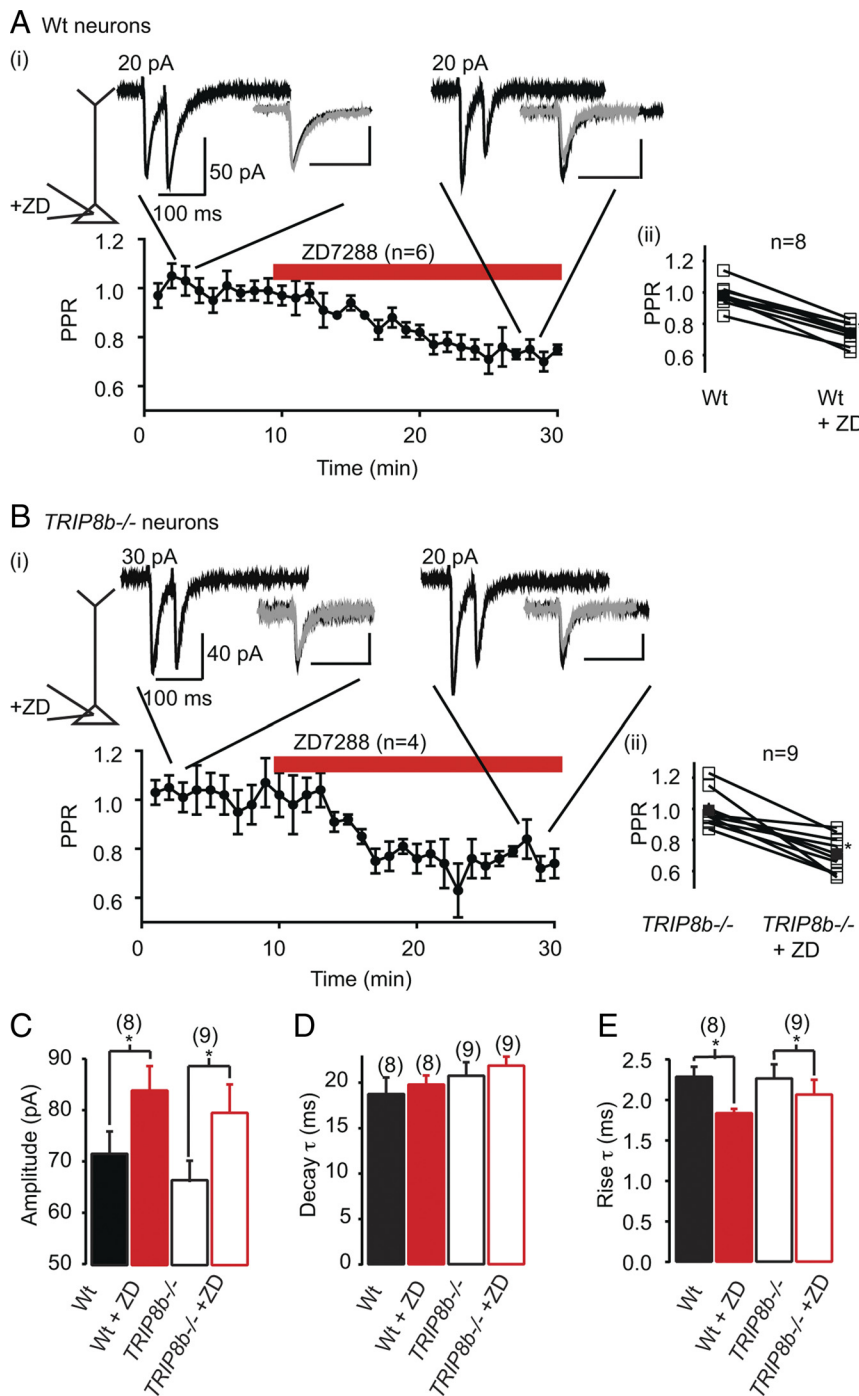 A Wt neurons
(i)
20 pA
20 pA
50 pA
100 ms
+ZD
ZD7288 (n=6)
1.2
1.0
0.8
0.6
PPR
0 10 20 30
Time (min)
(ii)
n=8
1.2
1.0
0.8
0.6
PPR
Wt Wt
+ ZD
B TRIP8b-/- neurons
(i)
30 pA
20 pA
40 pA
100 ms
+ZD
ZD7288 (n=4)
1.2
1.0
0.8
0.6
PPR
0 10 20 30
Time (min)
(ii)
n=9
1.2
1.0
0.8
0.6
PPR
*
TRIP8b-/- TRIP8b-/-
+ ZD
C
(8) (9)
* *
90
80
70
60
50
Amplitude (pA)
Wt
Wt + ZD
TRIP8b-/-
TRIP8b-/- +ZD
D
(8) (8) (9) (9)
20
15
10
5
0
Decay τ (ms)
Wt
Wt + ZD
TRIP8b-/-
TRIP8b-/- +ZD
E
(8) (9)
* *
2.5
2.0
1.5
1.0
0.5
0.0
Rise τ (ms)
Wt
Wt + ZD
TRIP8b-/-
TRIP8b-/- +ZD